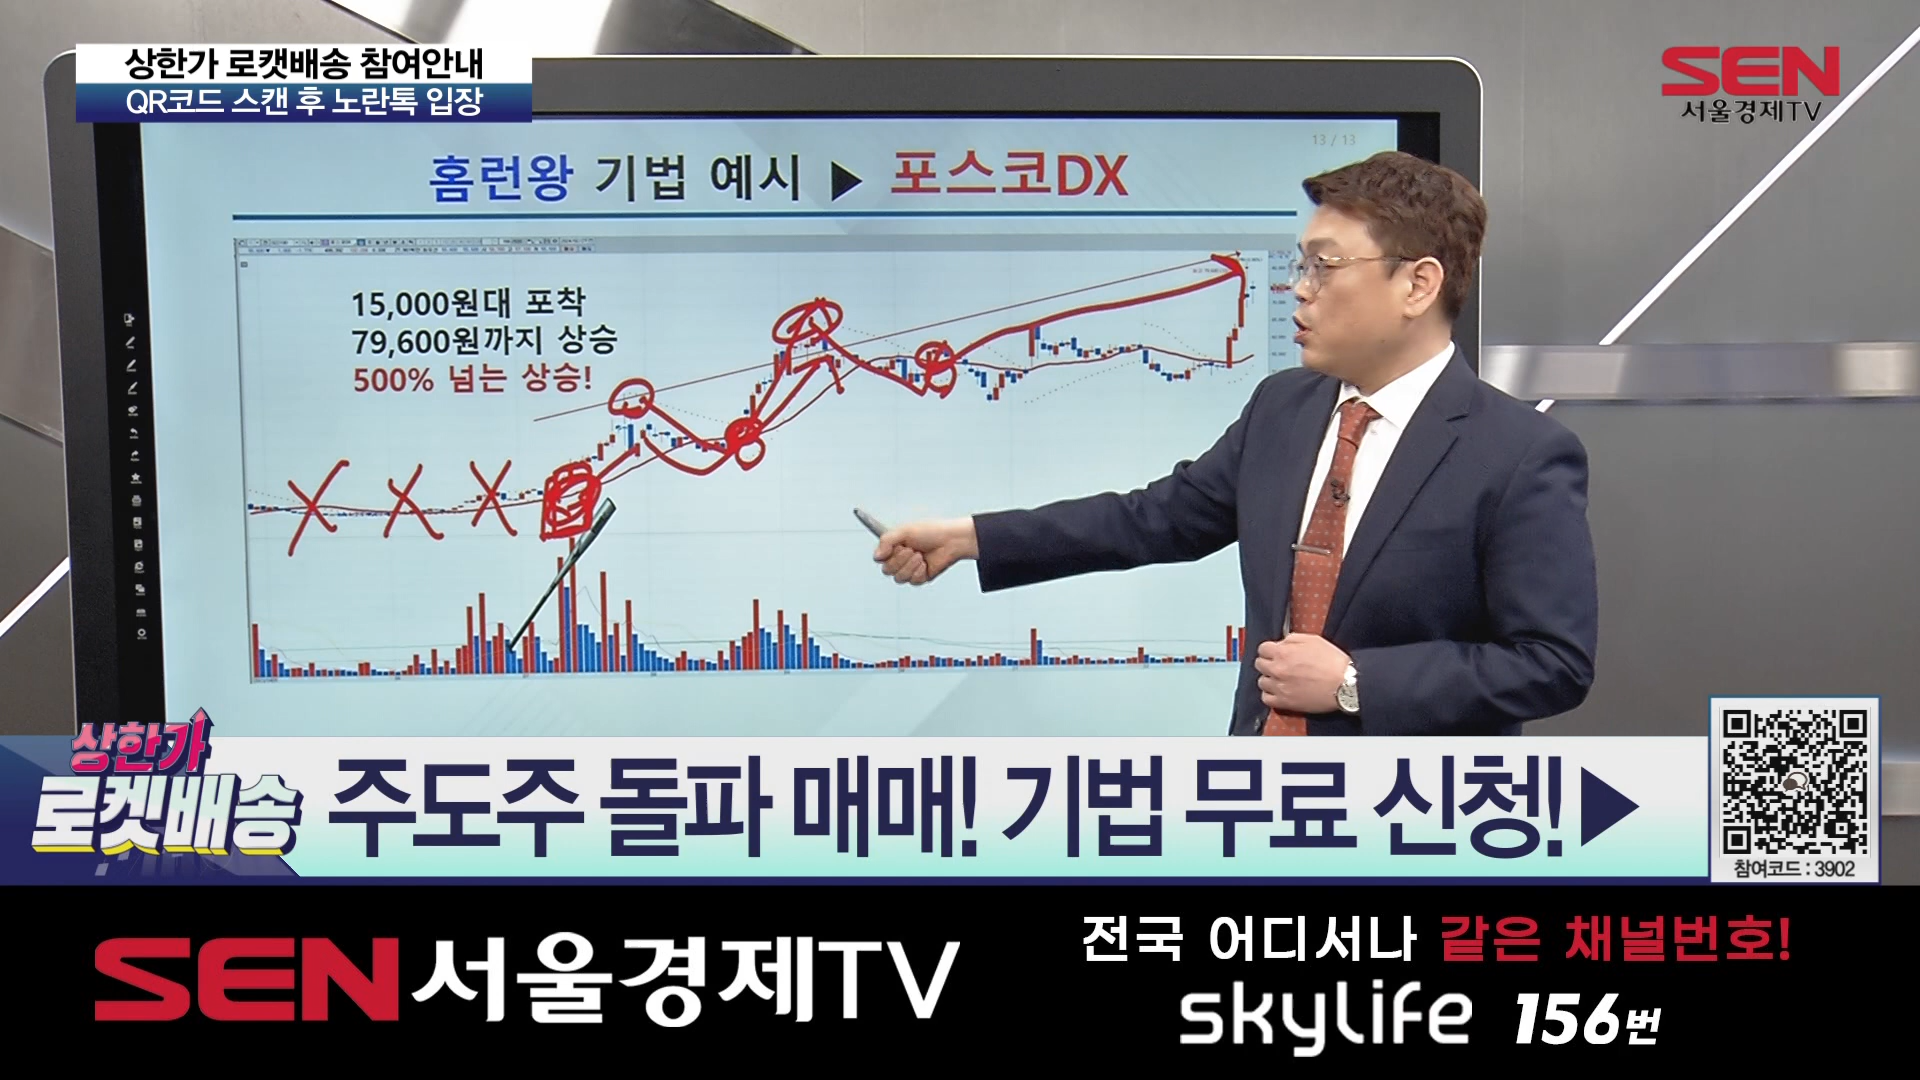 상한가 로캣배송 참여안내
QR코드 스캔 후 노란톡 입장
SEN
서울경제TV
13 / 13
홈런왕 기법 예시 ▶ 포스코DX
15,000원대 포착
79,600원까지 상승
500% 넘는 상승!
상한가
로켓배송
주도주 돌파 매매! 기법 무료 신청!▶
참여코드 : 3902
SEN서울경제TV
전국 어디서나 같은 채널번호!
skylife 156번